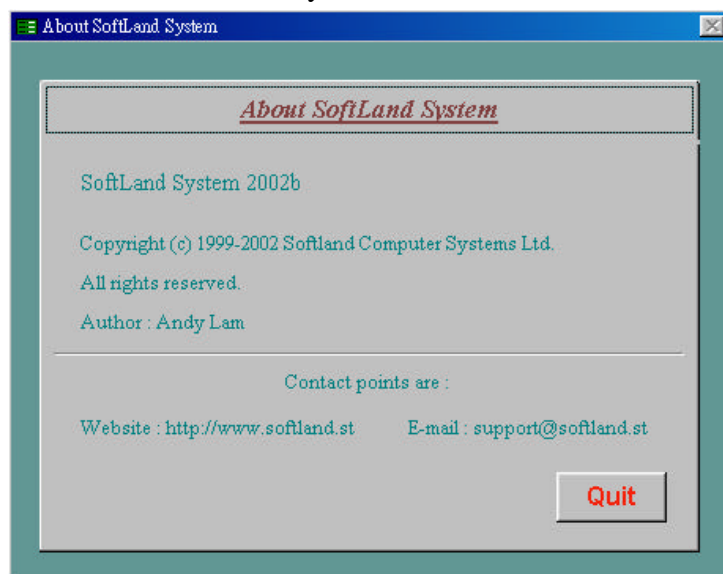 About SoftLand System
About SoftLand System
SoftLand System 2002b
Copyright (c) 1999-2002 Softland Computer Systems Ltd.
All rights reserved.
Author : Andy Lam
Contact points are :
Website : http://www.softland.st E-mail : support@softland.st
Quit